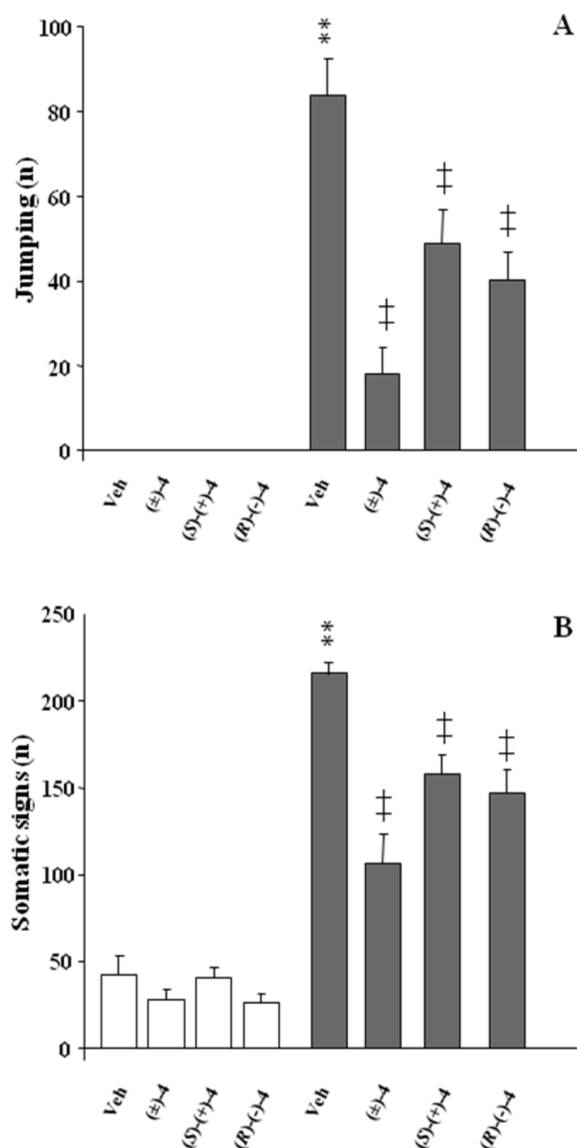 A
100
80
60
40
20
0
Jumping (n)
**
‡
‡
‡
Veh
(±)-4
(S)-(+)-4
(R)-(-)-4
Veh
(±)-4
(S)-(+)-4
(R)-(-)-4
B
250
200
150
100
50
0
Somatic signs (n)
**
‡
‡
‡
Veh
(±)-4
(S)-(+)-4
(R)-(-)-4
Veh
(±)-4
(S)-(+)-4
(R)-(-)-4